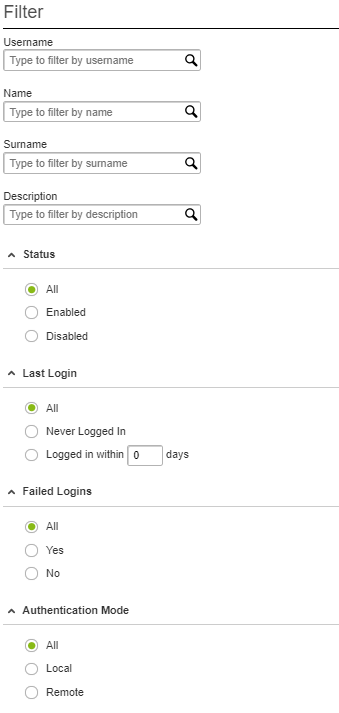 Filter
Username
Type to filter by username
Name
Type to filter by name
Surname
Type to filter by surname
Description
Type to filter by description
Status
All
Enabled
Disabled
Last Login
All
Never Logged In
Logged in within 0 days
Failed Logins
All
Yes
No
Authentication Mode
All
Local
Remote